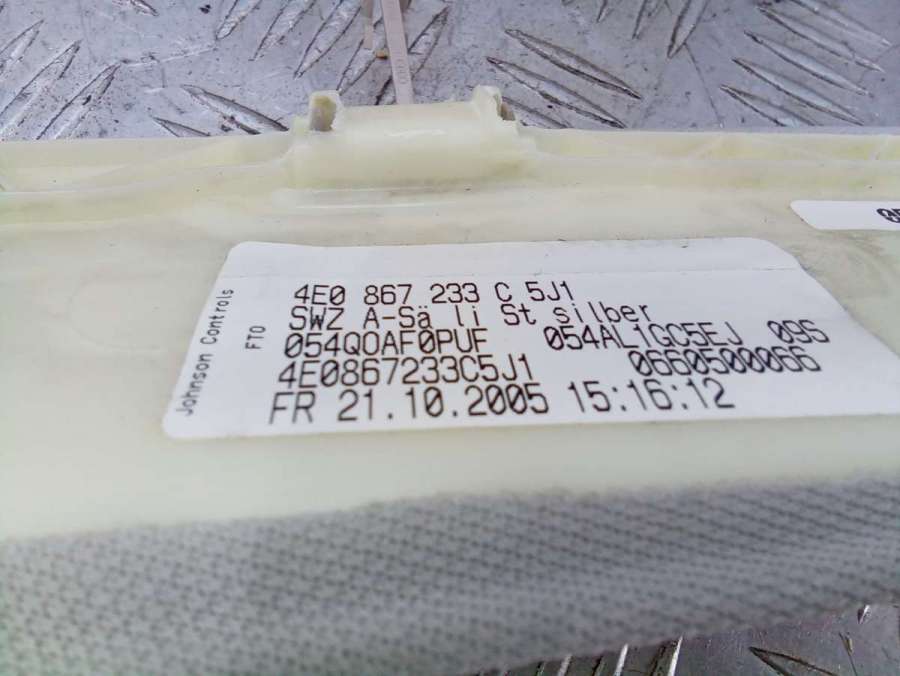 4E0 867 233 C 5J1
SWZ A-Sä li St silber
054Q0AF0PUF 054AL1GC5EJ 09S
4E0867233C5J1 0660500066
FR 21.10.2005 15:16:12
Johnson Controls
FTO